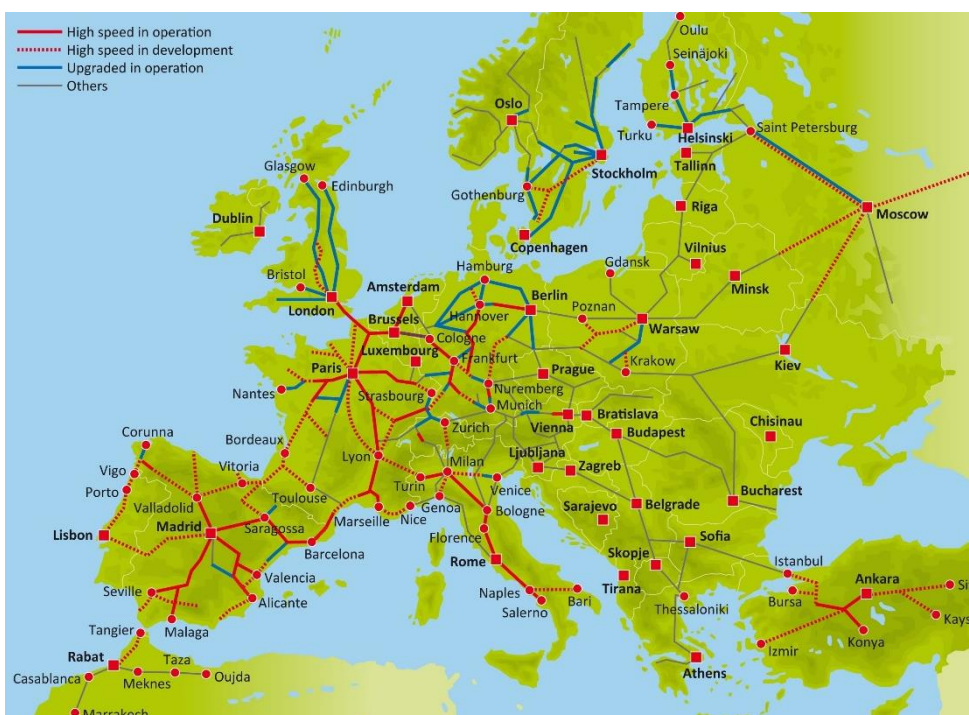 High speed in operation
High speed in development
Upgraded in operation
Others
Oulu
Seinäjoki
Oslo
Tampere
Turku
Helsinki
Saint Petersburg
Tallinn
Stockholm
Glasgow
Edinburgh
Gothenburg
Riga
Moscow
Dublin
Copenhagen
Vilnius
Gdansk
Minsk
Bristol
Hamburg
Amsterdam
Berlin
London
Hannover
Poznan
Brussels
Warsaw
Cologne
Luxembourg
Frankfurt
Krakow
Kiev
Paris
Prague
Nuremberg
Nantes
Strasbourg
Munich
Bratislava
Chisinau
Vienna
Zürich
Budapest
Corunna
Bordeaux
Ljubljana
Lyon
Milan
Zagreb
Vigo
Vitoria
Porto
Turin
Venice
Toulouse
Bucharest
Valladolid
Genoa
Belgrade
Marseille
Nice
Bologne
Sarajevo
Saragossa
Madrid
Lisbon
Florence
Sofia
Barcelona
Skopje
Rome
Istanbul
Valencia
Tirana
Ankara
Si
Seville
Naples
Bari
Bursa
Alicante
Salerno
Thessaloniki
Kays
Malaga
Tangier
Konya
Izmir
Rabat
Taza
Athens
Casablanca
Meknes
Oujda
Marrakech